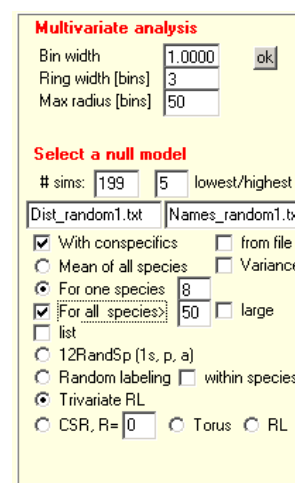 Multivariate analysis
Bin width 1.0000 ok
Ring width [bins] 3
Max radius [bins] 50
Select a null model
# sims: 199 5 lowest/highest
Dist_random1.txt Names_random1.tx
With conspecifics from file
Mean of all species Variance
For one species 8
For all species> 50 large
list
12RandSp (1s, p, a)
Random labeling within species
Trivariate RL
CSR, R= 0 Torus RL